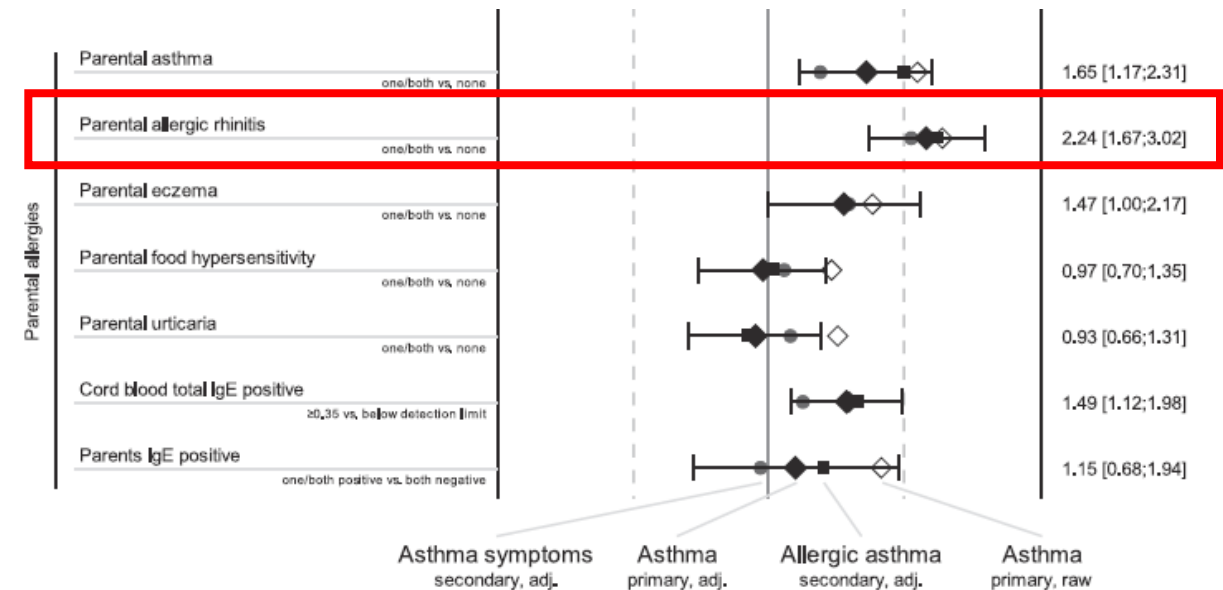 Parental allergies
Parental asthma
one/both vs. none
1.65 [1.17;2.31]
Parental allergic rhinitis
one/both vs. none
2.24 [1.67;3.02]
Parental eczema
one/both vs. none
1.47 [1.00;2.17]
Parental food hypersensitivity
one/both vs. none
0.97 [0.70;1.35]
Parental urticaria
one/both vs. none
0.93 [0.66;1.31]
Cord blood total IgE positive
≥0.35 vs. below detection limit
1.49 [1.12;1.98]
Parents IgE positive
one/both positive vs. both negative
1.15 [0.68;1.94]
Asthma symptoms
secondary, adj.
Asthma
primary, adj.
Allergic asthma
secondary, adj.
Asthma
primary, raw